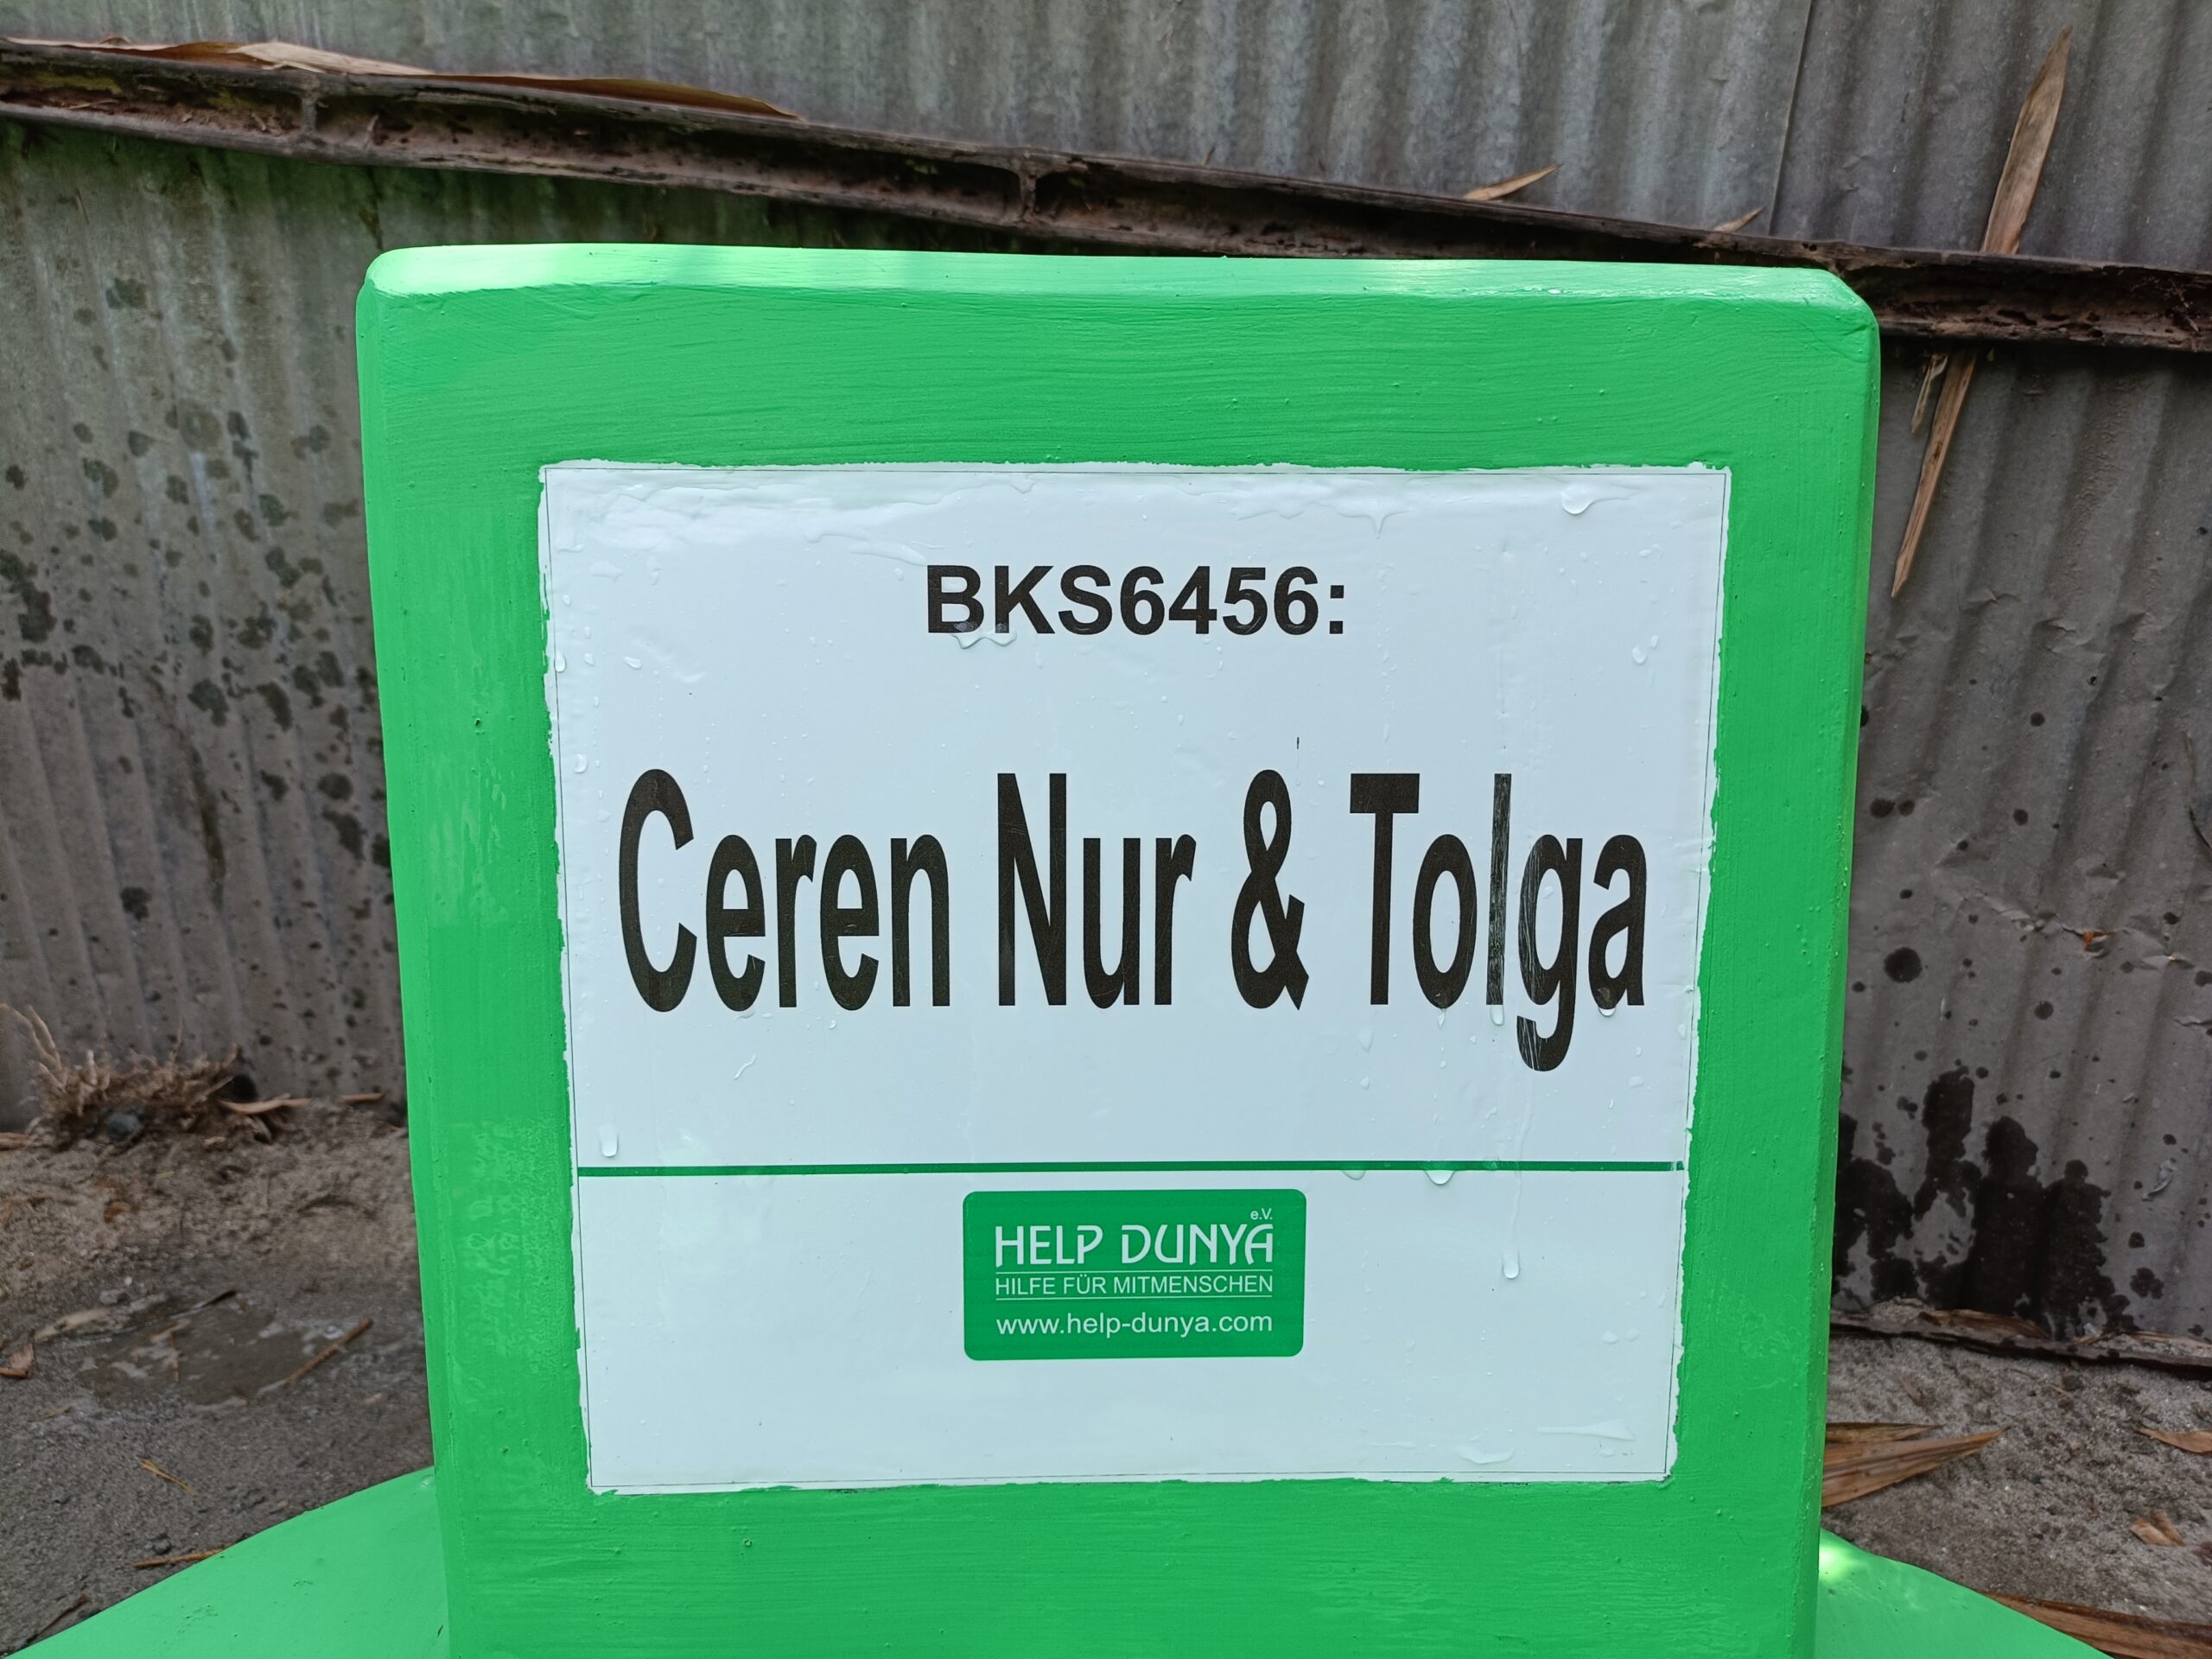 BKS6456:
Ceren Nur & Tolga
e.V.
HELP DUNYA
HILFE FÜR MITMENSCHEN
www.help-dunya.com